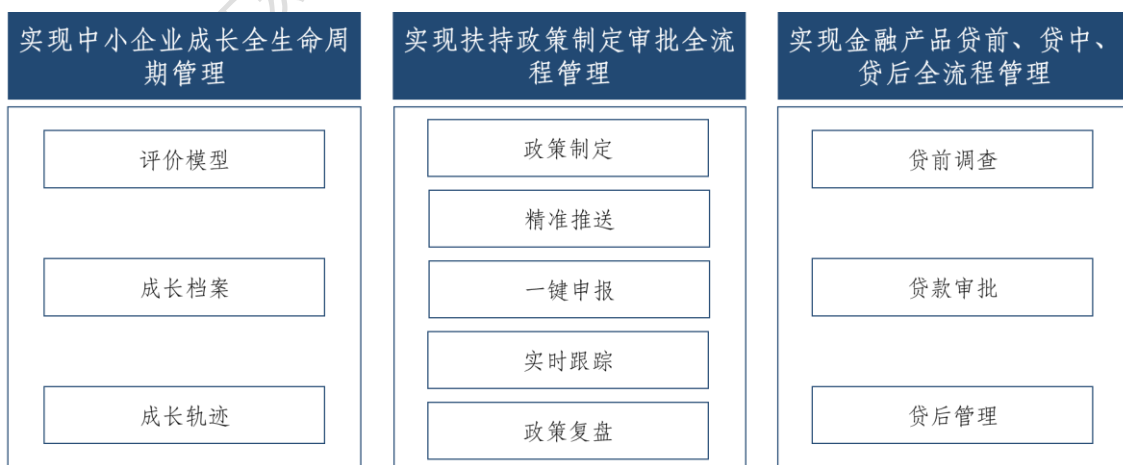 实现中小企业成长全生命周
期管理
评价模型
成长档案
成长轨迹
实现扶持政策制定审批全流
程管理
政策制定
精准推送
一键申报
实时跟踪
政策复盘
实现金融产品贷前、贷中、
贷后全流程管理
贷前调查
贷款审批
贷后管理